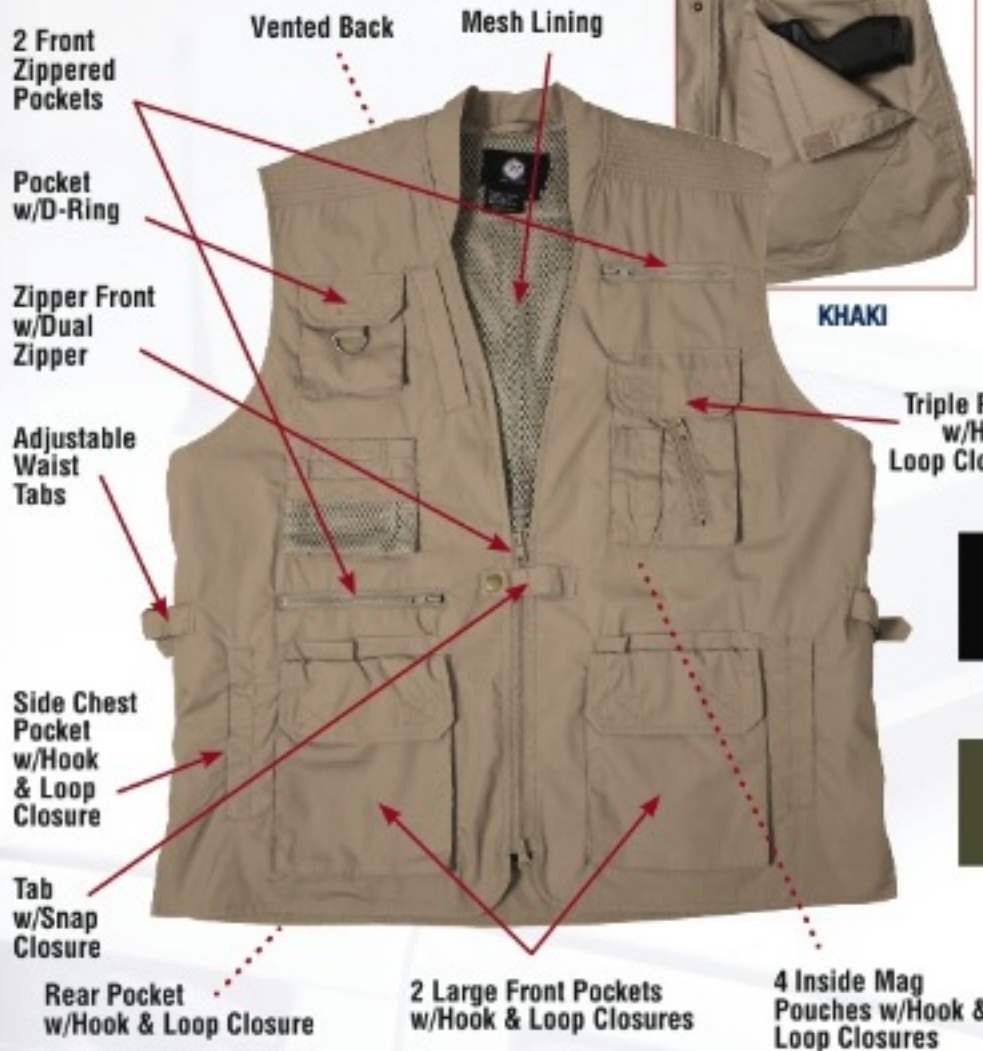 2 Front
Zippered
Pockets
Vented Back
Mesh Lining
Pocket
w/D-Ring
Zipper Front
w/Dual
Zipper
KHAKI
Triple
Adjustable
Waist
Tabs
Loop
Side Chest
Pocket
w/Hook
& Loop
Closure
Tab
w/Snap
Closure
Rear Pocket
w/Hook & Loop Closure
2 Large Front Pockets
w/Hook & Loop Closures
4 Inside Mag
Pouches w/Hook &
Loop Closures